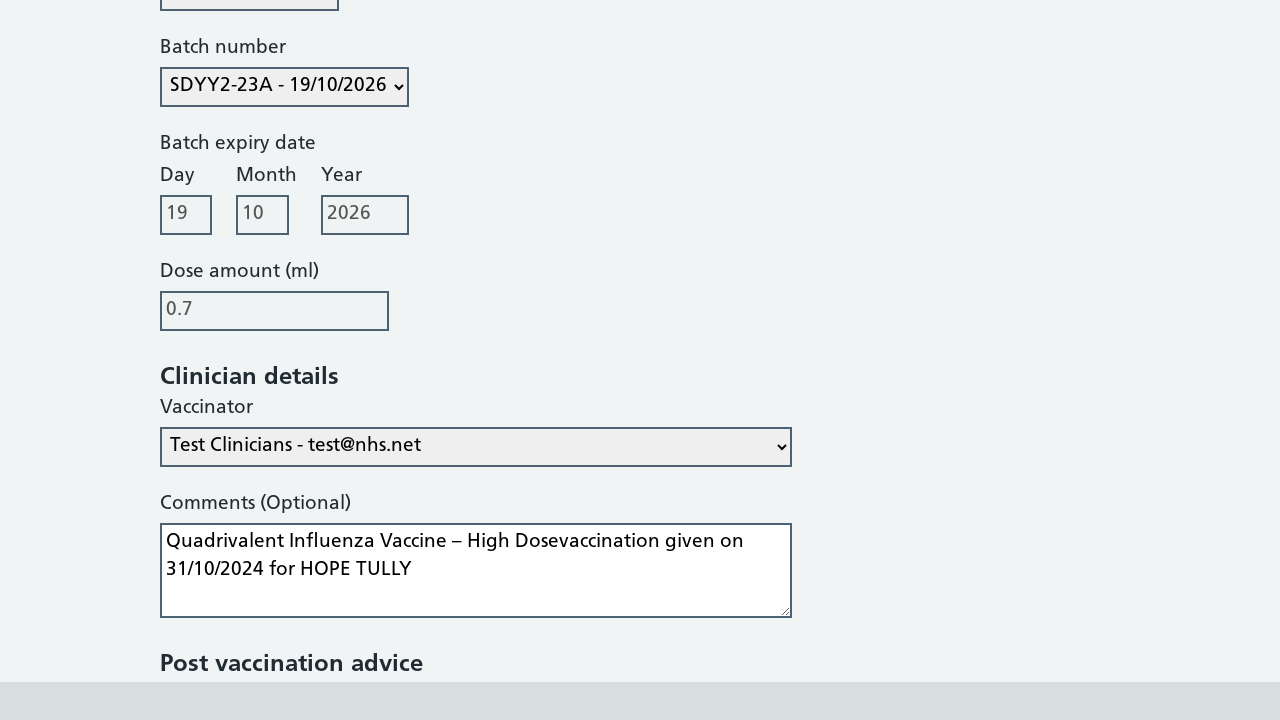 Batch number
SDYY2-23A - 19/10/2026
Batch expiry date
Day Month Year
19 10 2026
Dose amount (ml)
0.7
Clinician details
Vaccinator
Test Clinicians - test@nhs.net
Comments (Optional)
Quadrivalent Influenza Vaccine – High Dosevaccination given on
31/10/2024 for HOPE TULLY
Post vaccination advice